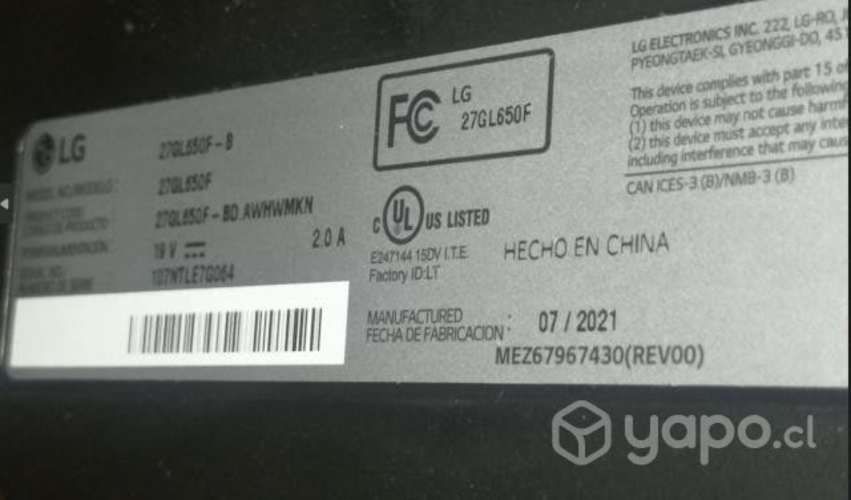 LG
27GL650F-B
27GL650F
27GL650F-BD.AWHWMKN
19 V 2.0 A
107NTLE7G064
FC LG
27GL650F
C UL US LISTED
E247144 15DV I.T.E.
Factory ID:LT
HECHO EN CHINA
MANUFACTURED
FECHA DE FABRICACION : 07 / 2021
MEZ67967430(REV00)
LG ELECTRONICS INC. 222, LG-RO,
PYEONGTAEK-SI, GYEONGGI-DO, 451
This device complies with part 15 of
Operation is subject to the following
(1) this device may not cause harmf
(2) this device must accept any inte
including interference that may caus
CAN ICES-3 (B)/NMB-3 (B)
yapo.cl